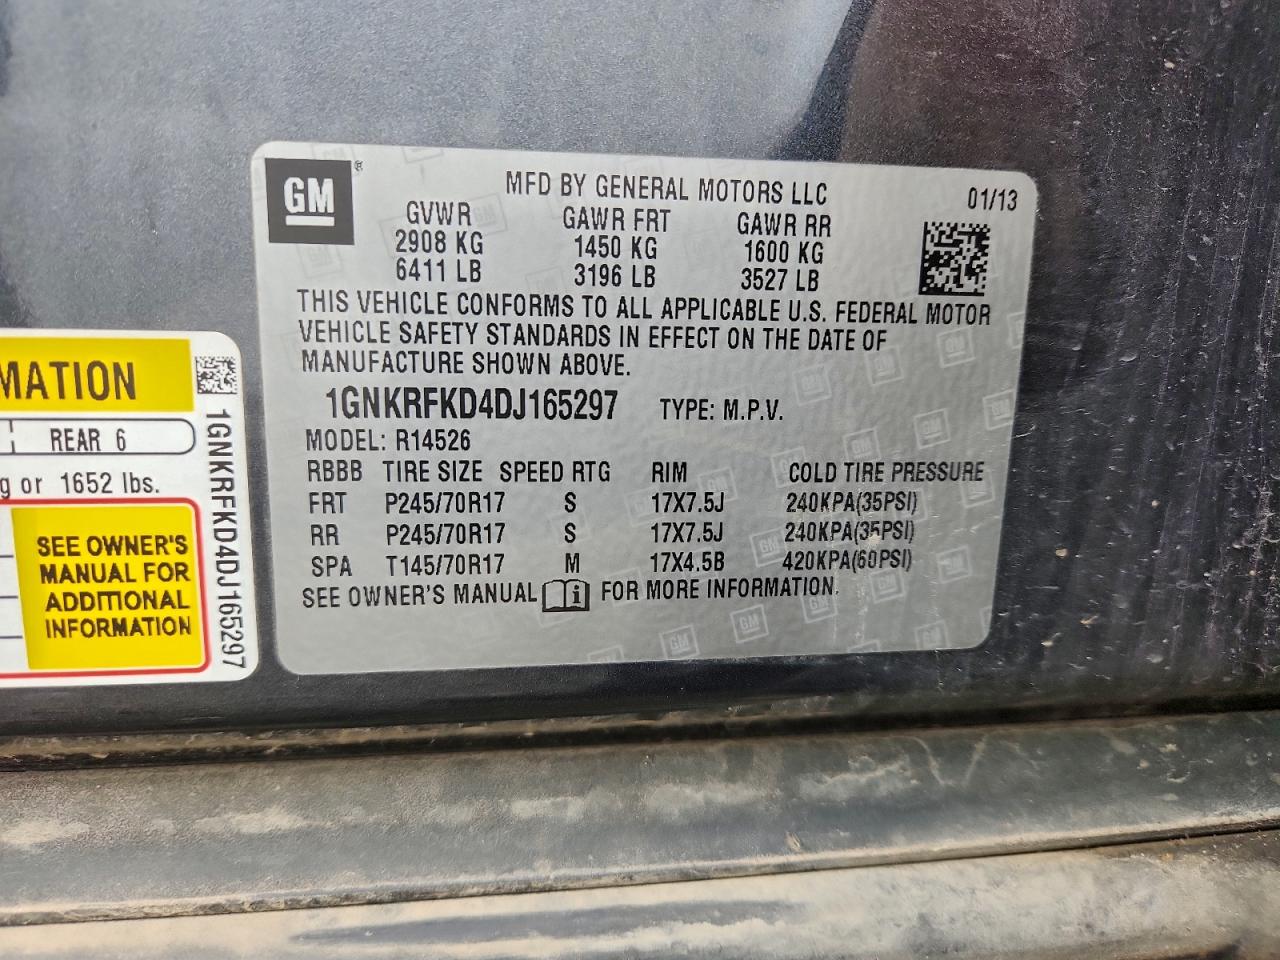 GM
MFD BY GENERAL MOTORS LLC
01/13
GVWR GAWR FRT GAWR RR
2908 KG 1450 KG 1600 KG
6411 LB 3196 LB 3527 LB
THIS VEHICLE CONFORMS TO ALL APPLICABLE U.S. FEDERAL MOTOR
VEHICLE SAFETY STANDARDS IN EFFECT ON THE DATE OF
MANUFACTURE SHOWN ABOVE.
1GNKRFKD4DJ165297 TYPE: M.P.V.
MODEL: R14526
RBBB TIRE SIZE SPEED RTG RIM COLD TIRE PRESSURE
FRT P245/70R17 S 17X7.5J 240KPA(35PSI)
RR P245/70R17 S 17X7.5J 240KPA(35PSI)
SPA T145/70R17 M 17X4.5B 420KPA(60PSI)
SEE OWNER'S MANUAL i FOR MORE INFORMATION.
MATION
REAR 6
g or 1652 lbs.
SEE OWNER'S
MANUAL FOR
ADDITIONAL
INFORMATION
1GNKRFKD4DJ165297